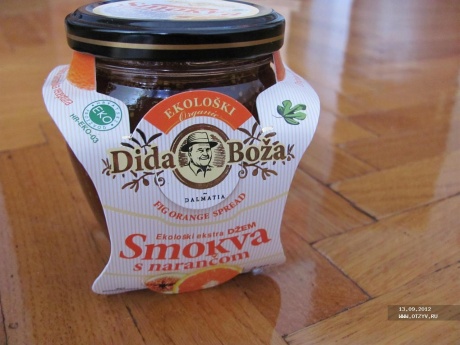 EKOLOŠKI
Organic
EKO
HR-EKO-03
Dida Boža
DALMATIA
FIG ORANGE SPREAD
Ekološki ekstra DŽEM
Smokva
s narančom
13.09.2012
WWW.OTZYV.RU